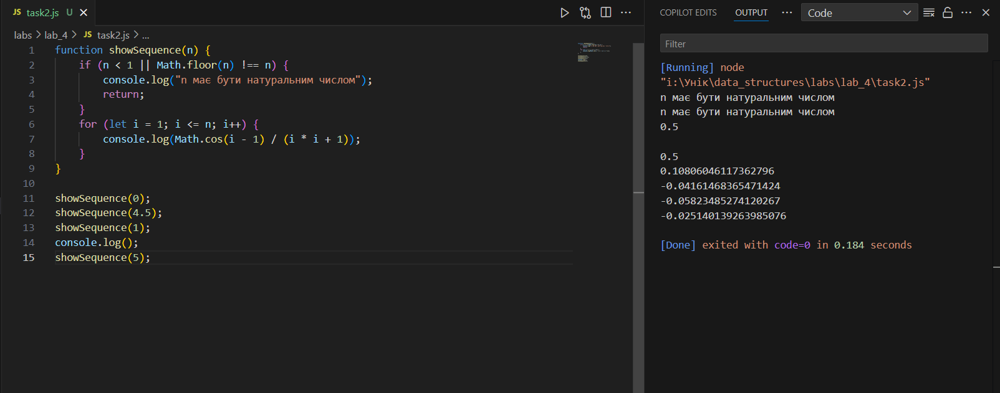 JS task2.js U
labs > lab_4 > JS task2.js > ...
1 function showSequence(n) {
2 if (n < 1 || Math.floor(n) !== n) {
3 console.log("n має бути натуральним числом");
4 return;
5 }
6 for (let i = 1; i <= n; i++) {
7 console.log(Math.cos(i - 1) / (i * i + 1));
8 }
9 }
10
11 showSequence(0);
12 showSequence(4.5);
13 showSequence(1);
14 console.log();
15 showSequence(5);
COPILOT EDITS OUTPUT ... Code
Filter
[Running] node
"i:\Унік\data_structures\labs\lab_4\task2.js"
n має бути натуральним числом
n має бути натуральним числом
0.5
0.5
0.10806046117362796
-0.04161468365471424
-0.05823485274120267
-0.025140139263985076
[Done] exited with code=0 in 0.184 seconds